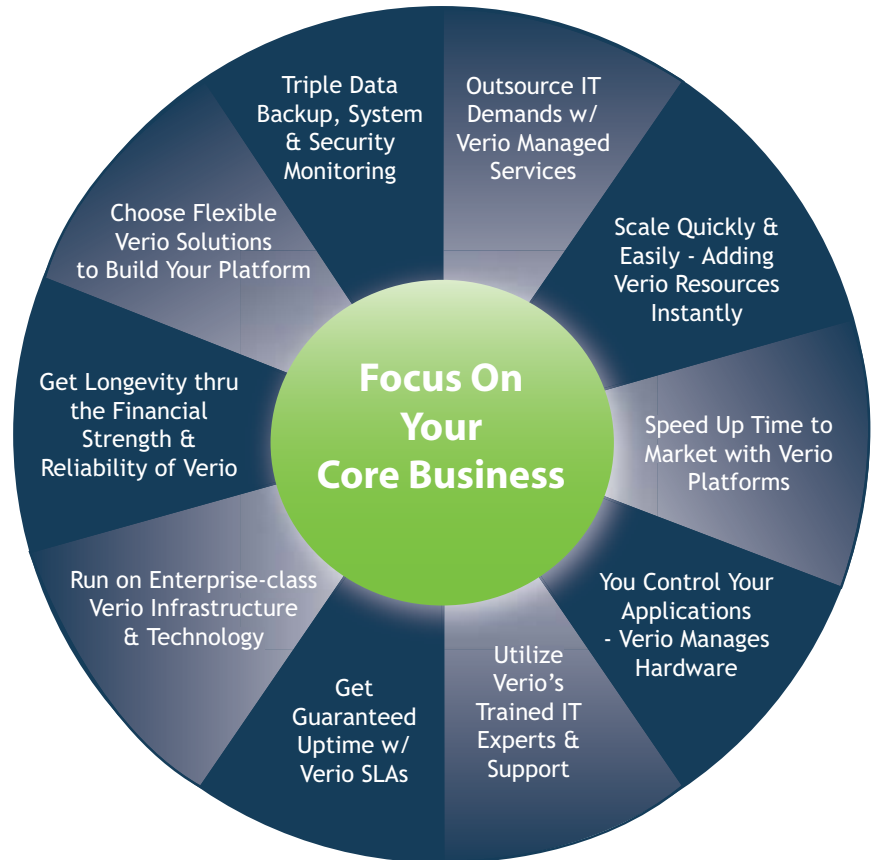 Triple Data
Backup, System
& Security
Monitoring
Outsource IT
Demands w/
Verio Managed
Services
Scale Quickly &
Easily - Adding
Verio Resources
Instantly
Speed Up Time to
Market with Verio
Platforms
You Control Your
Applications
- Verio Manages
Hardware
Utilize
Verio’s
Trained IT
Experts &
Support
Get
Guaranteed
Uptime w/
Verio SLAs
Run on Enterprise-class
Verio Infrastructure
& Technology
Get Longevity thru
the Financial
Strength &
Reliability of Verio
Choose Flexible
Verio Solutions
to Build Your Platform
Focus On
Your
Core Business